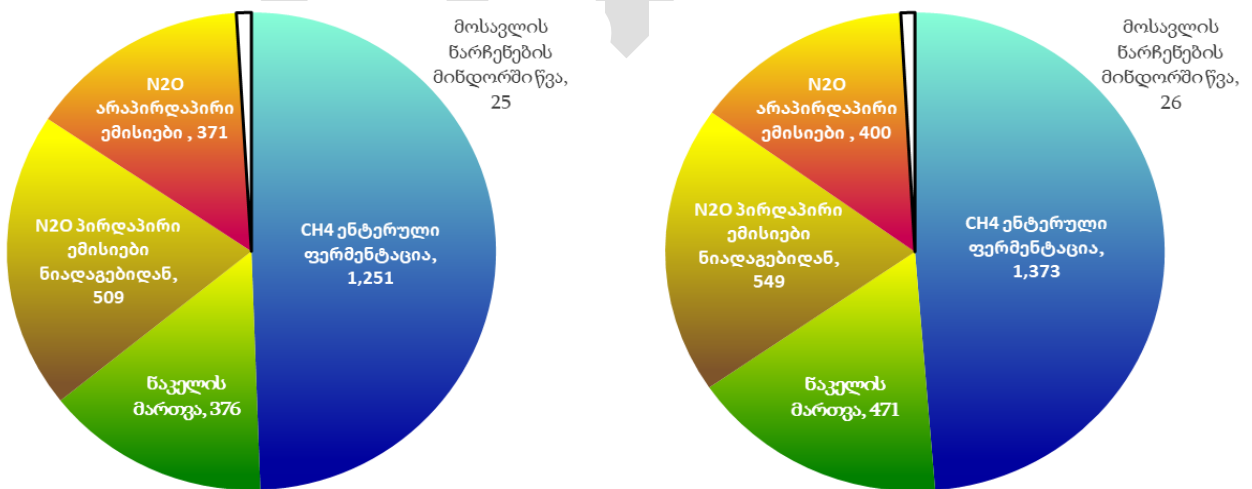 მოსავლის
ნარჩენების
მინდორში წვა,
25
N2O
არაპირდაპირი
ემისიები , 371
CH4 ენტერული
ფერმენტაცია,
1,251
N2O პირდაპირი
ემისიები
ნიადაგებიდან,
509
ნაკელის
მართვა, 376
მოსავლის
ნარჩენების
მინდორში წვა,
26
N2O
არაპირდაპირი
ემისიები , 400
CH4 ენტერული
ფერმენტაცია,
1,373
N2O პირდაპირი
ემისიები
ნიადაგებიდან,
549
ნაკელის
მართვა, 471